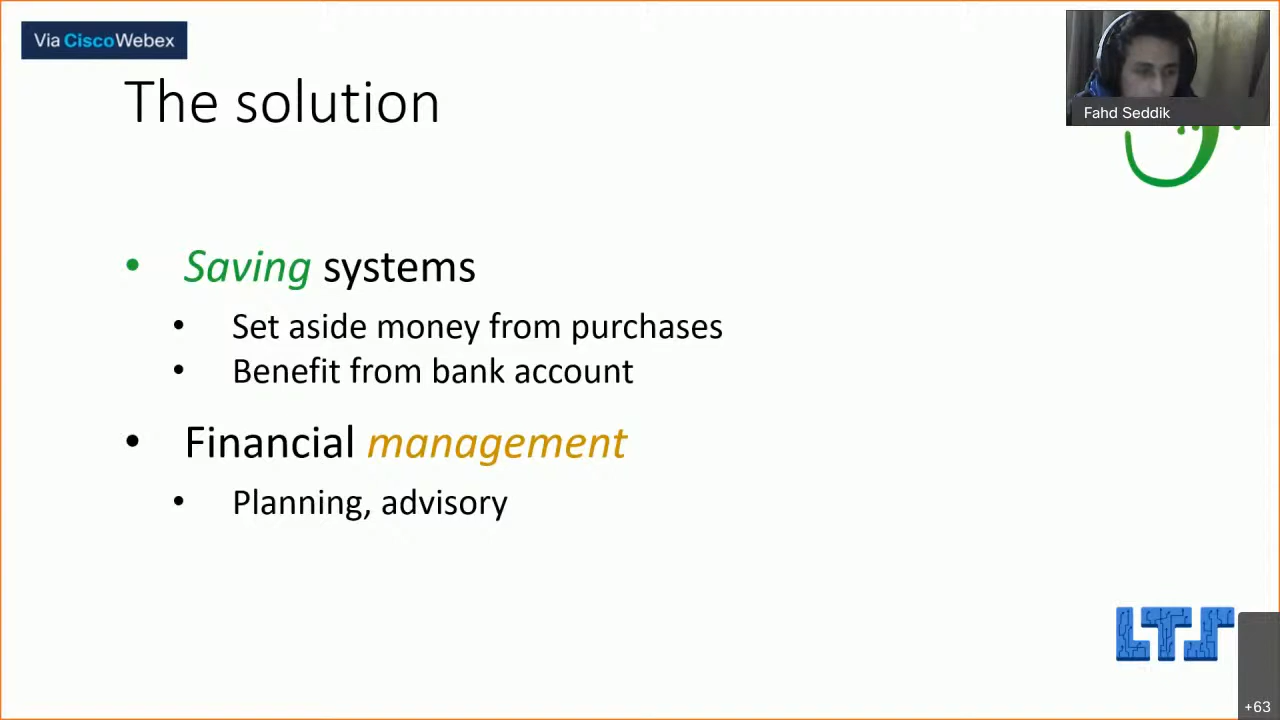 Via CiscoWebex
Fahd Seddik
The solution
• Saving systems
• Set aside money from purchases
• Benefit from bank account
• Financial management
• Planning, advisory
LTS
+63